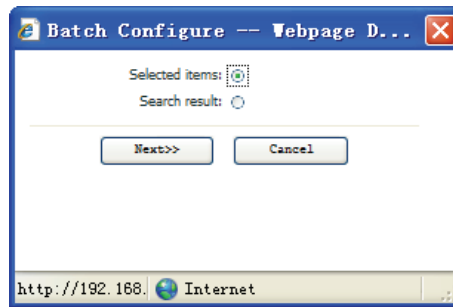 Batch Configure -- Webpage D...
Selected items:
Search result:
Next>> Cancel
http://192.168. Internet